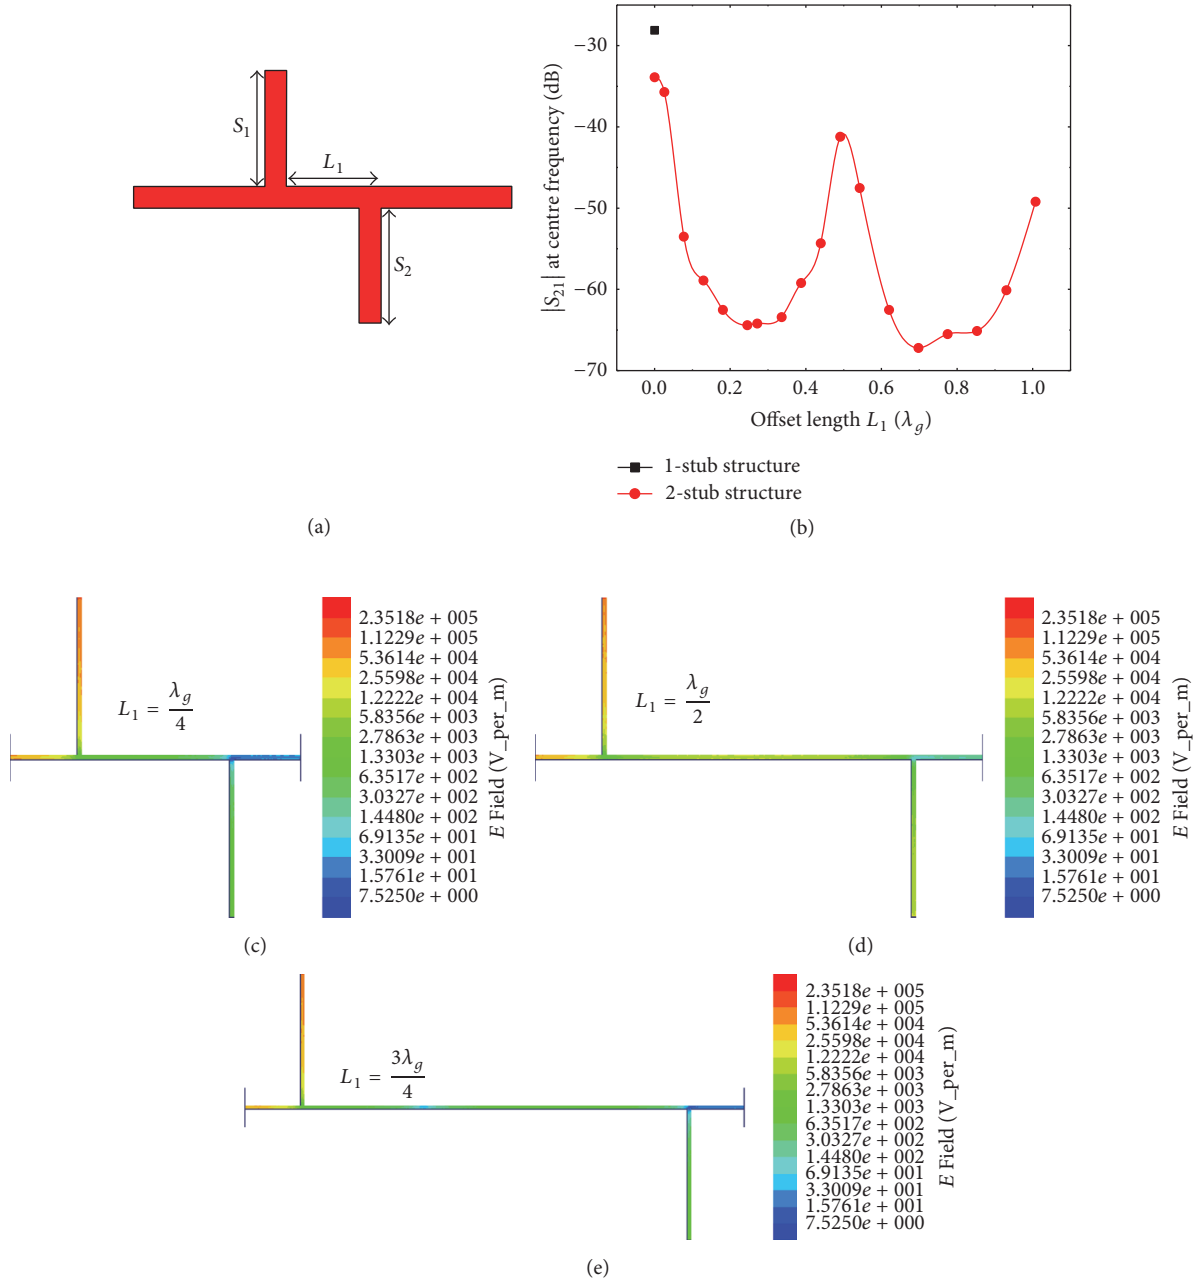 S1
L1
S2
(a)
|S21| at centre frequency (dB)
−30
−40
−50
−60
−70
0.0 0.2 0.4 0.6 0.8 1.0
Offset length L1 (λg)
1-stub structure
2-stub structure
(b)
L1 = λg/4
2.3518e + 005
1.1229e + 005
5.3614e + 004
2.5598e + 004
1.2222e + 004
5.8356e + 003
2.7863e + 003
1.3303e + 003
6.3517e + 002
3.0327e + 002
1.4480e + 002
6.9135e + 001
3.3009e + 001
1.5761e + 001
7.5250e + 000
E Field (V_per_m)
(c)
L1 = λg/2
2.3518e + 005
1.1229e + 005
5.3614e + 004
2.5598e + 004
1.2222e + 004
5.8356e + 003
2.7863e + 003
1.3303e + 003
6.3517e + 002
3.0327e + 002
1.4480e + 002
6.9135e + 001
3.3009e + 001
1.5761e + 001
7.5250e + 000
E Field (V_per_m)
(d)
L1 = 3λg/4
2.3518e + 005
1.1229e + 005
5.3614e + 004
2.5598e + 004
1.2222e + 004
5.8356e + 003
2.7863e + 003
1.3303e + 003
6.3517e + 002
3.0327e + 002
1.4480e + 002
6.9135e + 001
3.3009e + 001
1.5761e + 001
7.5250e + 000
E Field (V_per_m)
(e)